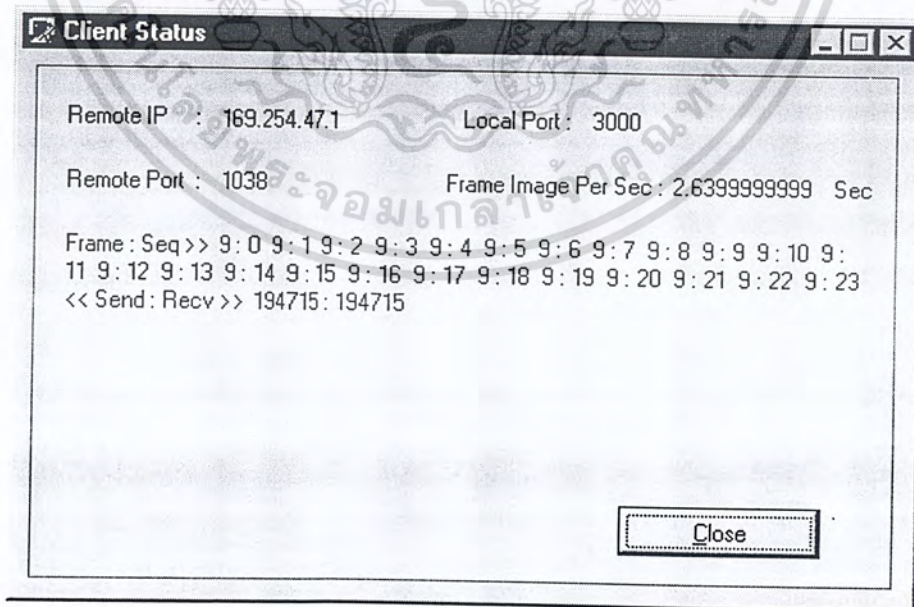 Client Status
Remote IP : 169.254.47.1 Local Port : 3000
Remote Port : 1038 Frame Image Per Sec : 2.6399999999 Sec
Frame : Seq >> 9 : 0 9 : 1 9 : 2 9 : 3 9 : 4 9 : 5 9 : 6 9 : 7 9 : 8 9 : 9 9 : 10 9 :
11 9 : 12 9 : 13 9 : 14 9 : 15 9 : 16 9 : 17 9 : 18 9 : 19 9 : 20 9 : 21 9 : 22 9 : 23
<< Send : Recv >> 194715 : 194715
Close